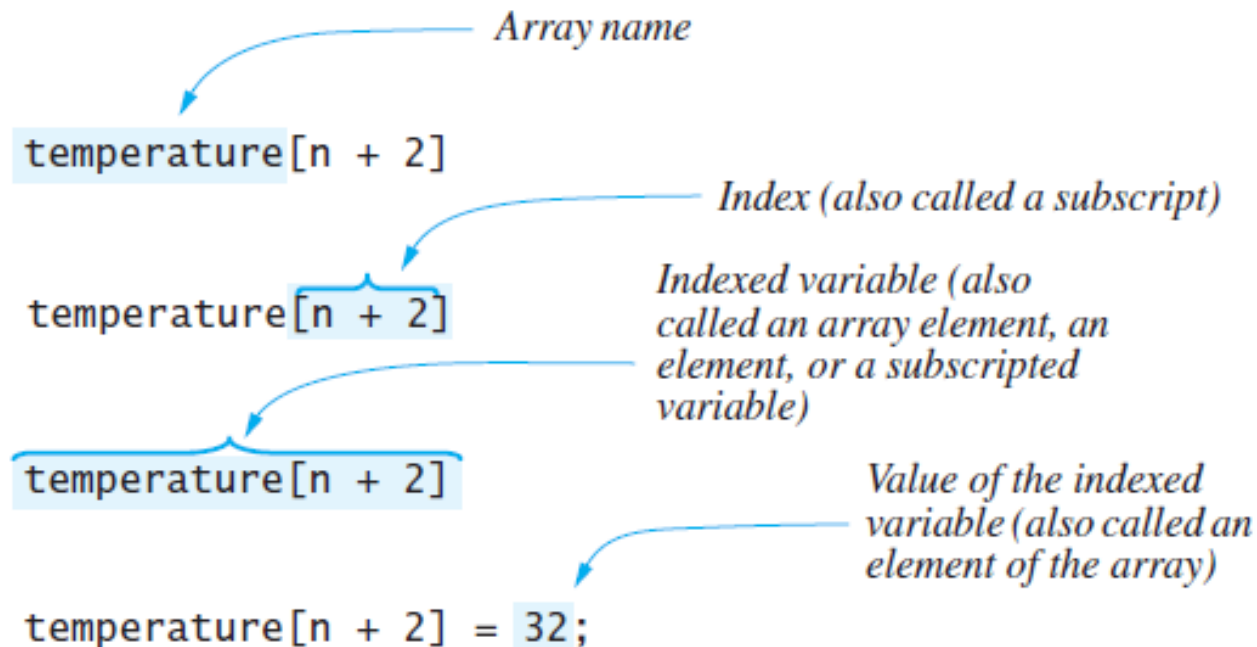 Array name
temperature[n + 2]
Index (also called a subscript)
temperature[n + 2]
Indexed variable (also
called an array element, an
element, or a subscripted
variable)
temperature[n + 2]
Value of the indexed
variable (also called an
element of the array)
temperature[n + 2] = 32;